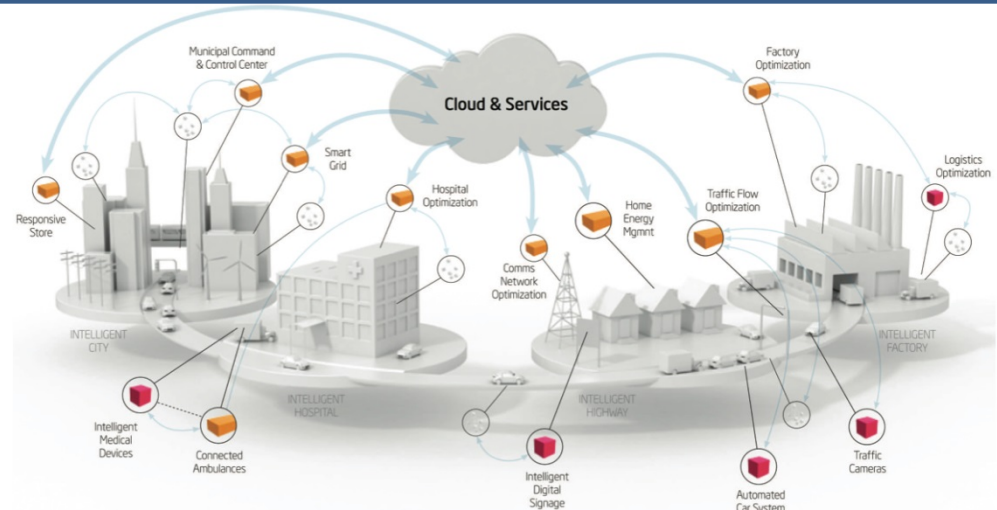 Municipal Command
& Control Center
Cloud & Services
Factory
Optimization
Smart
Grid
Logistics
Optimization
Responsive
Store
Hospital
Optimization
Home
Energy
Mgmnt
Traffic Flow
Optimization
Comms
Network
Optimization
INTELLIGENT
CITY
INTELLIGENT
FACTORY
INTELLIGENT
HOSPITAL
INTELLIGENT
HIGHWAY
Intelligent
Medical
Devices
Connected
Ambulances
Intelligent
Digital
Signage
Automated
Car System
Traffic
Cameras